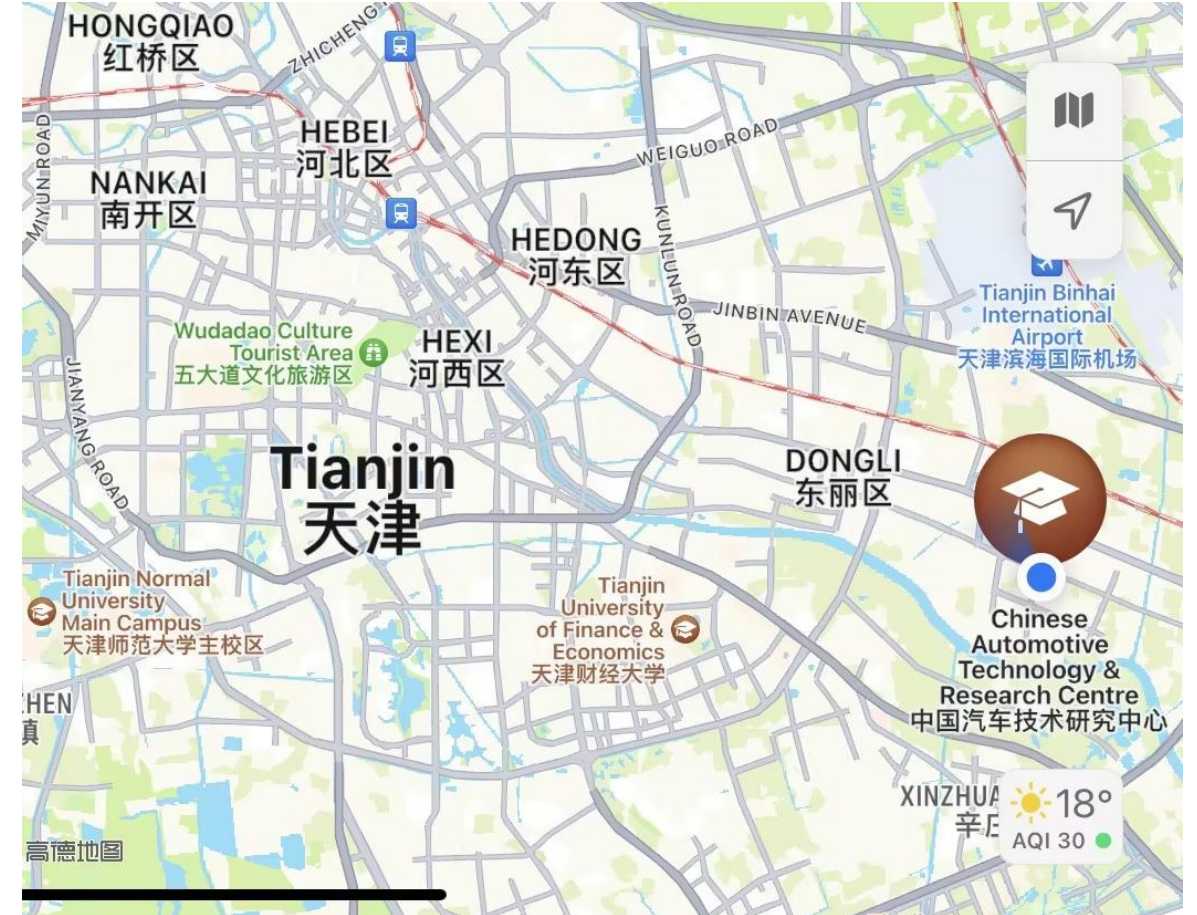 HONGQIAO
红桥区
ZHICHENG
MIYUN ROAD
HEBEI
河北区
NANKAI
南开区
WEIGUO ROAD
HEDONG
河东区
KUNLUN ROAD
JINBIN AVENUE
Tianjin Binhai
International
Airport
天津滨海国际机场
Wudadao Culture
Tourist Area
五大道文化旅游区
HEXI
河西区
JIANYANG ROAD
Tianjin
天津
DONGLI
东丽区
Tianjin Normal
University
Main Campus
天津师范大学主校区
Tianjin
University
of Finance &
Economics
天津财经大学
Chinese
Automotive
Technology &
Research Centre
中国汽车技术研究中心
ZHEN
镇
XINZHUA
辛庄
18°
AQI 30
高德地图